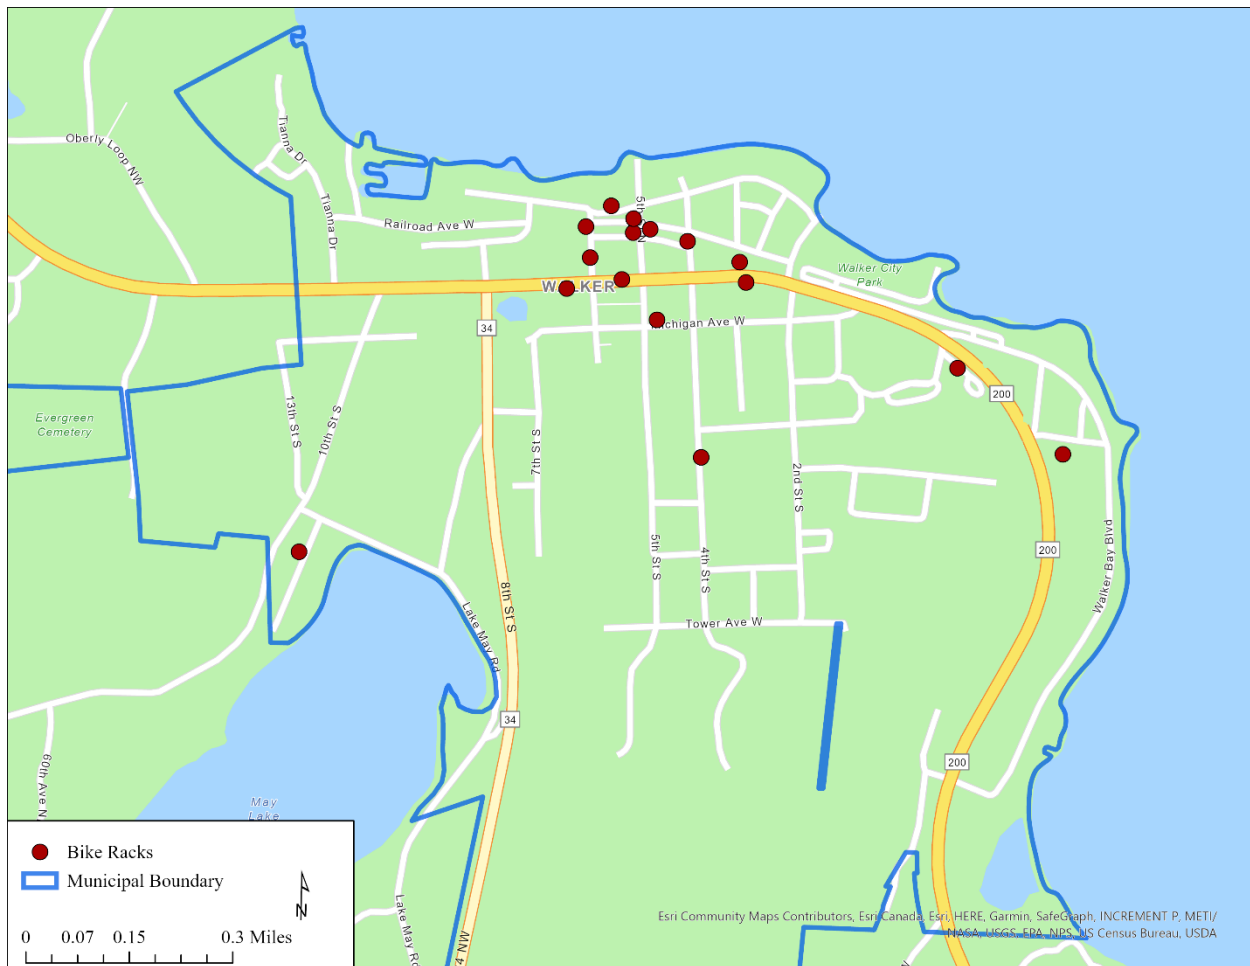 Oberly Loop NW
Tianna Dr
Tianna Dr
Railroad Ave W
5th St N
WALKER
Walker City
Park
34
Michigan Ave W
200
Evergreen
Cemetery
13th St S
10th St S
7th St S
2nd St S
200
5th St S
4th St S
Walker Bay Blvd
8th St S
Lake May Rd
Tower Ave W
34
200
60th Ave N
May
Lake
Bike Racks
Municipal Boundary
N
0 0.07 0.15 0.3 Miles
Lake May Rd
4 NW
Esri Community Maps Contributors, Esri Canada, Esri, HERE, Garmin, SafeGraph, INCREMENT P, METI/
NASA, USGS, EPA, NPS, US Census Bureau, USDA